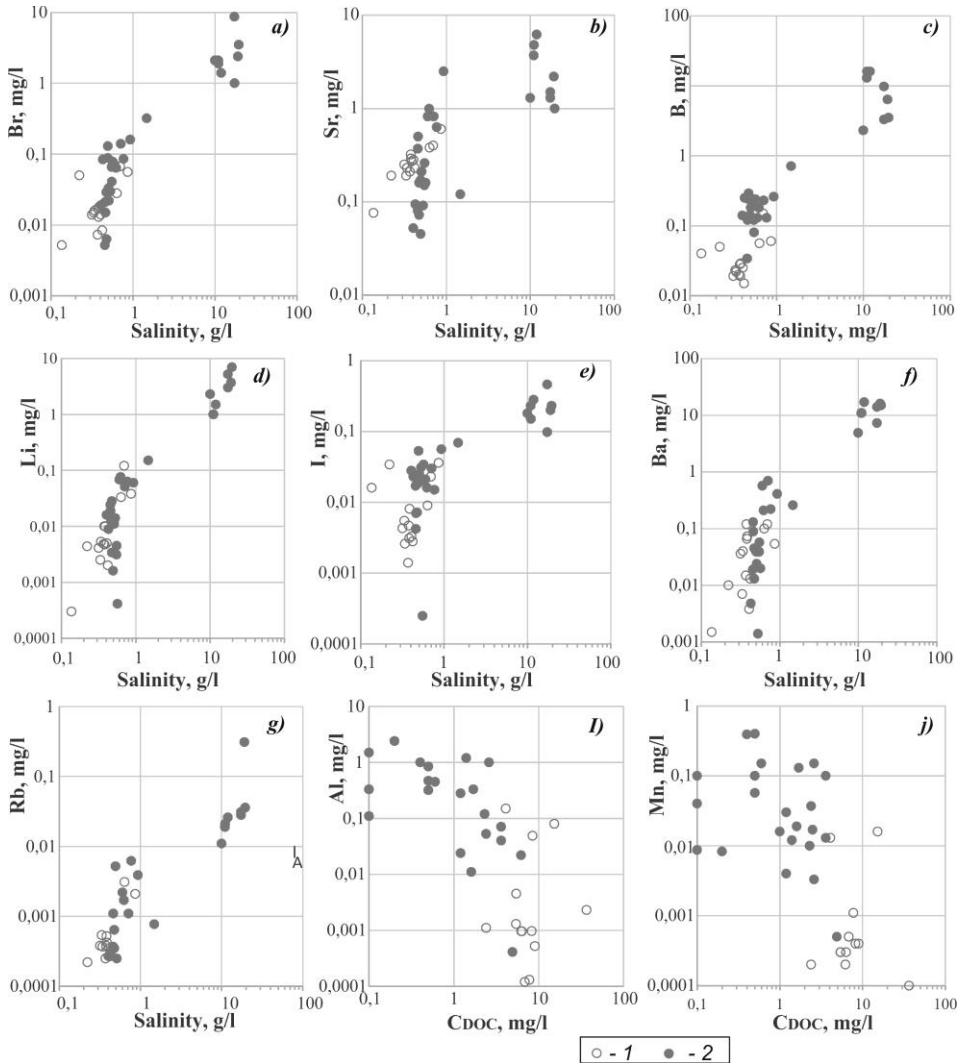 a)
Br, mg/l
10
1
0,1
0,01
0,001
0,1 1 10 100
Salinity, g/l
b)
Sr, mg/l
10
1
0,1
0,01
0,1 1 10 100
Salinity, g/l
c)
B, mg/l
100
10
1
0,1
0,01
0,1 1 10 100
Salinity, mg/l
d)
Li, mg/l
10
1
0,1
0,01
0,001
0,0001
0,1 1 10 100
Salinity, g/l
e)
I, mg/l
1
0,1
0,01
0,001
0,0001
0,1 1 10 100
Salinity, g/l
f)
Ba, mg/l
100
10
1
0,1
0,01
0,001
0,1 1 10 100
Salinity, g/l
g)
Rb, mg/l
1
0,1
0,01
0,001
0,0001
0,1 1 10 100
Salinity, g/l
I)
Al, mg/l
10
1
0,1
0,01
0,001
0,0001
0,1 1 10 100
CDOC, mg/l
j)
Mn, mg/l
1
0,1
0,01
0,001
0,0001
0,1 1 10 100
CDOC, mg/l
- 1 - 2